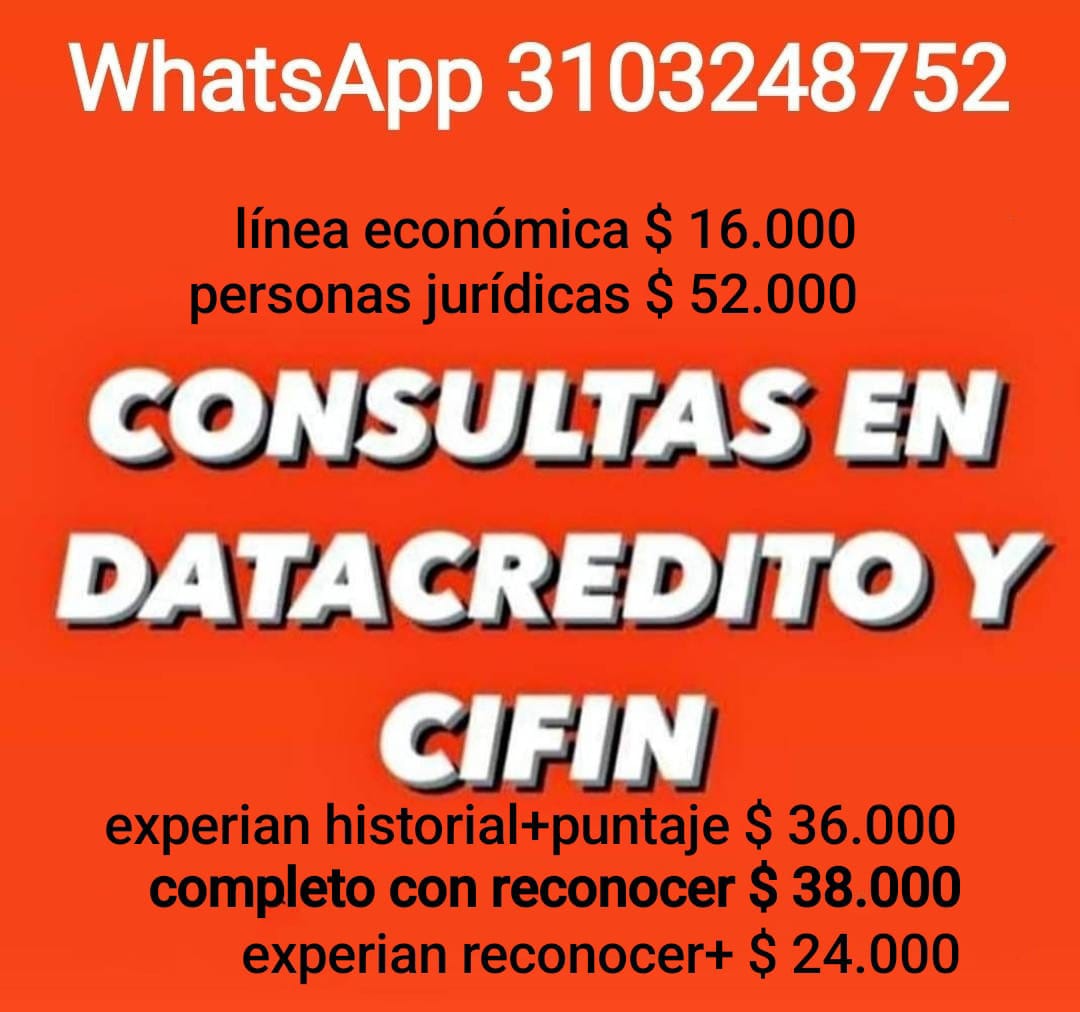 WhatsApp 3103248752
línea económica $ 16.000
personas jurídicas $ 52.000
CONSULTAS EN
DATACREDITO Y
CIFIN
experian historial+puntaje $ 36.000
completo con reconocer $ 38.000
experian reconocer+ $ 24.000